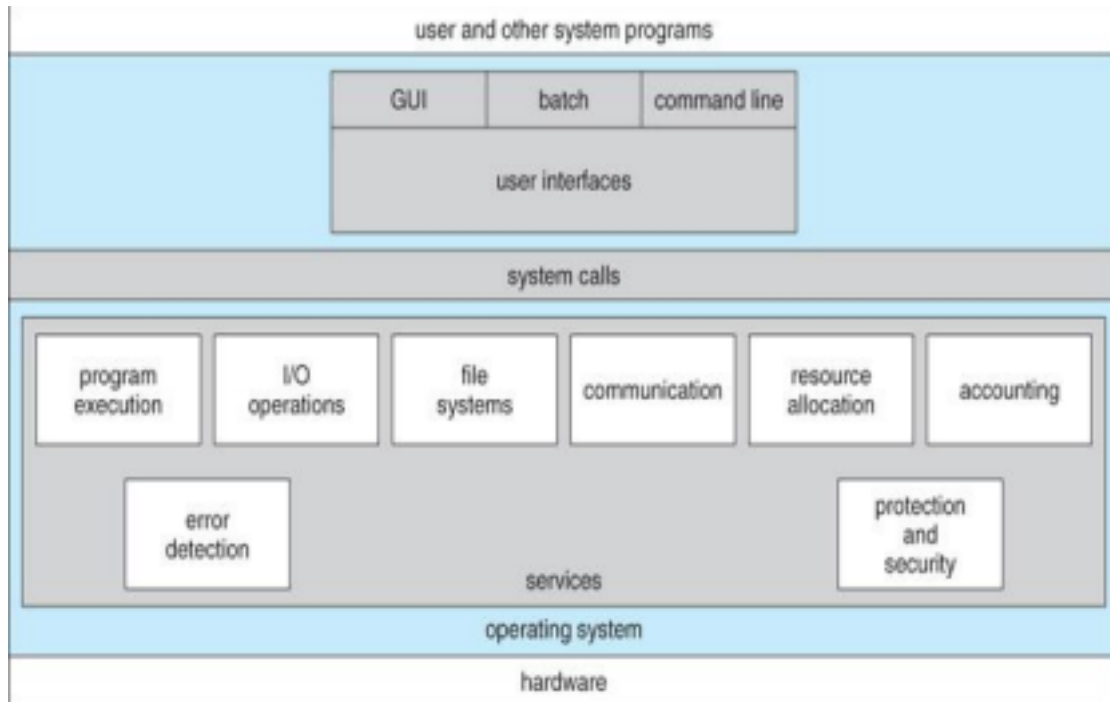 user and other system programs
GUI
batch
command line
user interfaces
system calls
program
execution
I/O
operations
file
systems
communication
resource
allocation
accounting
error
detection
protection
and
security
services
operating system
hardware